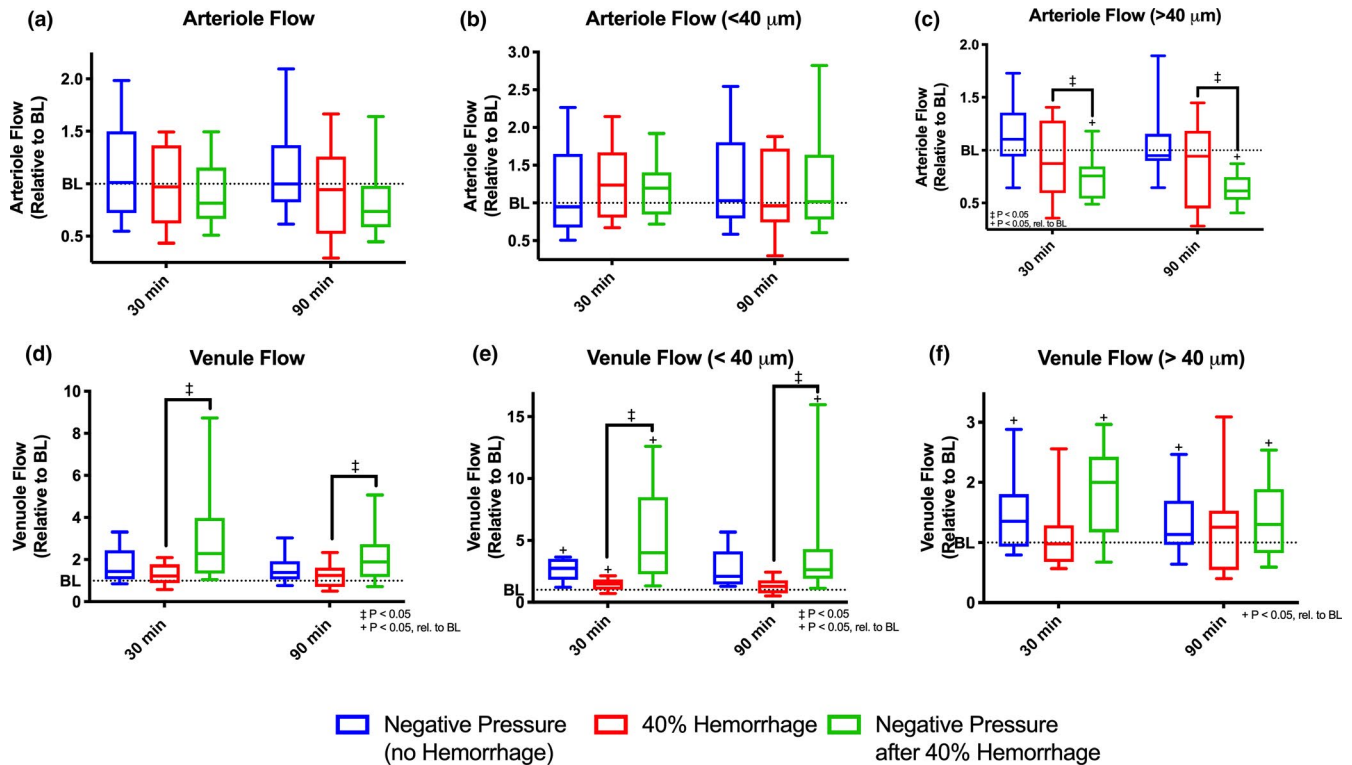 (a) Arteriole Flow
Arteriole Flow
(Relative to BL)
2.0
1.5
BL
0.5
30 min
90 min
(b) Arteriole Flow (<40 μm)
Arteriole Flow
(Relative to BL)
3.0
2.5
2.0
1.5
BL
0.5
30 min
90 min
(c) Arteriole Flow (>40 μm)
Arteriole Flow
(Relative to BL)
2.0
1.5
BL
0.5
‡
+
‡
+
‡ P < 0.05
+ P < 0.05, rel. to BL
30 min
90 min
(d) Venule Flow
Venuole Flow
(Relative to BL)
10
8
6
4
2
BL
0
‡
‡
30 min
90 min
‡ P < 0.05
+ P < 0.05, rel. to BL
(e) Venule Flow (< 40 μm)
Venuole Flow
(Relative to BL)
15
10
5
BL
0
+
+
‡
+
‡
+
30 min
90 min
‡ P < 0.05
+ P < 0.05, rel. to BL
(f) Venule Flow (> 40 μm)
Venuole Flow
(Relative to BL)
3
2
BL
0
+
+
+
+
30 min
90 min
+ P < 0.05, rel. to BL
Negative Pressure
(no Hemorrhage)
40% Hemorrhage
Negative Pressure
after 40% Hemorrhage